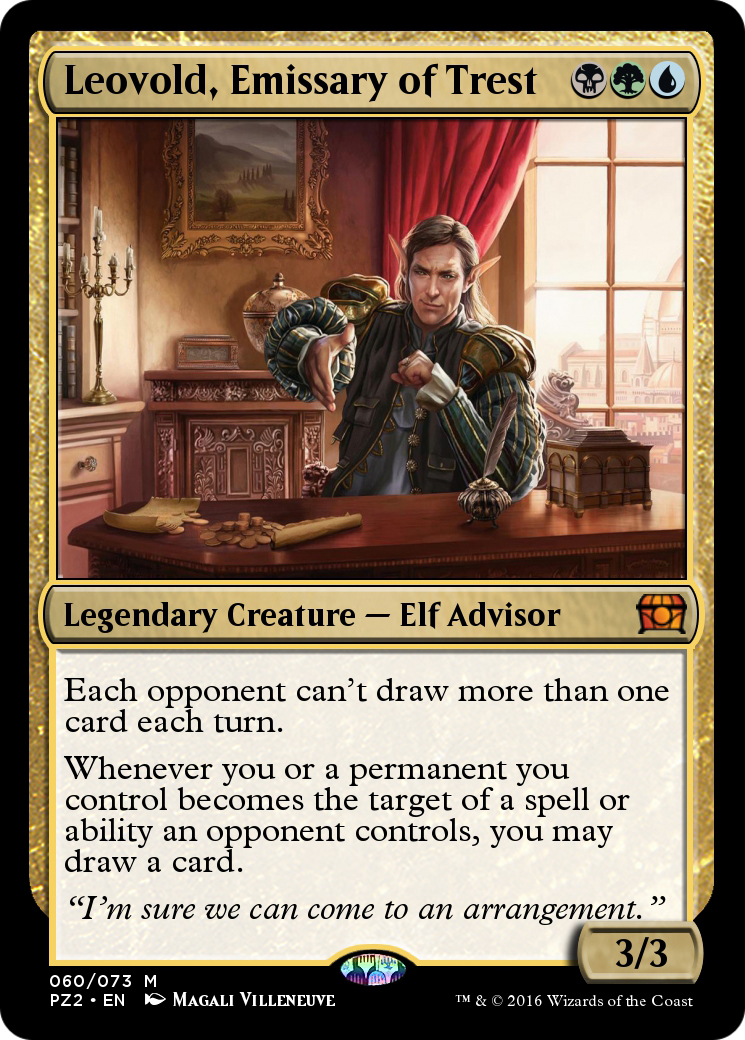 Leovold, Emissary of Trest
Legendary Creature — Elf Advisor
Each opponent can't draw more than one
card each turn.
Whenever you or a permanent you
control becomes the target of a spell or
ability an opponent controls, you may
draw a card.
“I'm sure we can come to an arrangement.”
3/3
060/073 M
PZ2 • EN Magali Villeneuve
™ & © 2016 Wizards of the Coast